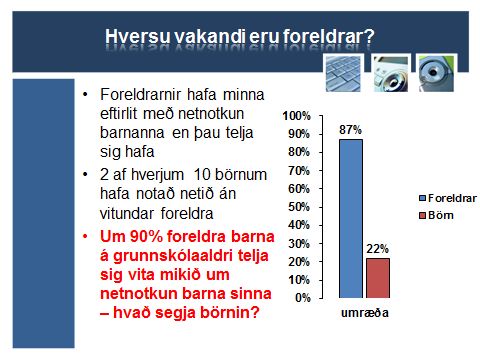 Hversu vakandi eru foreldrar?
• Foreldrarnir hafa minna
eftirlit með netnotkun
barnanna en þau telja
sig hafa
• 2 af hverjum 10 börnum
hafa notað netið án
vitundar foreldra
• Um 90% foreldra barna
á grunnskólaaldri telja
sig vita mikið um
netnotkun barna sinna
– hvað segja börnin?
100%
90%
80%
70%
60%
50%
40%
30%
20%
10%
0%
87%
22%
umræða
Foreldrar
Börn